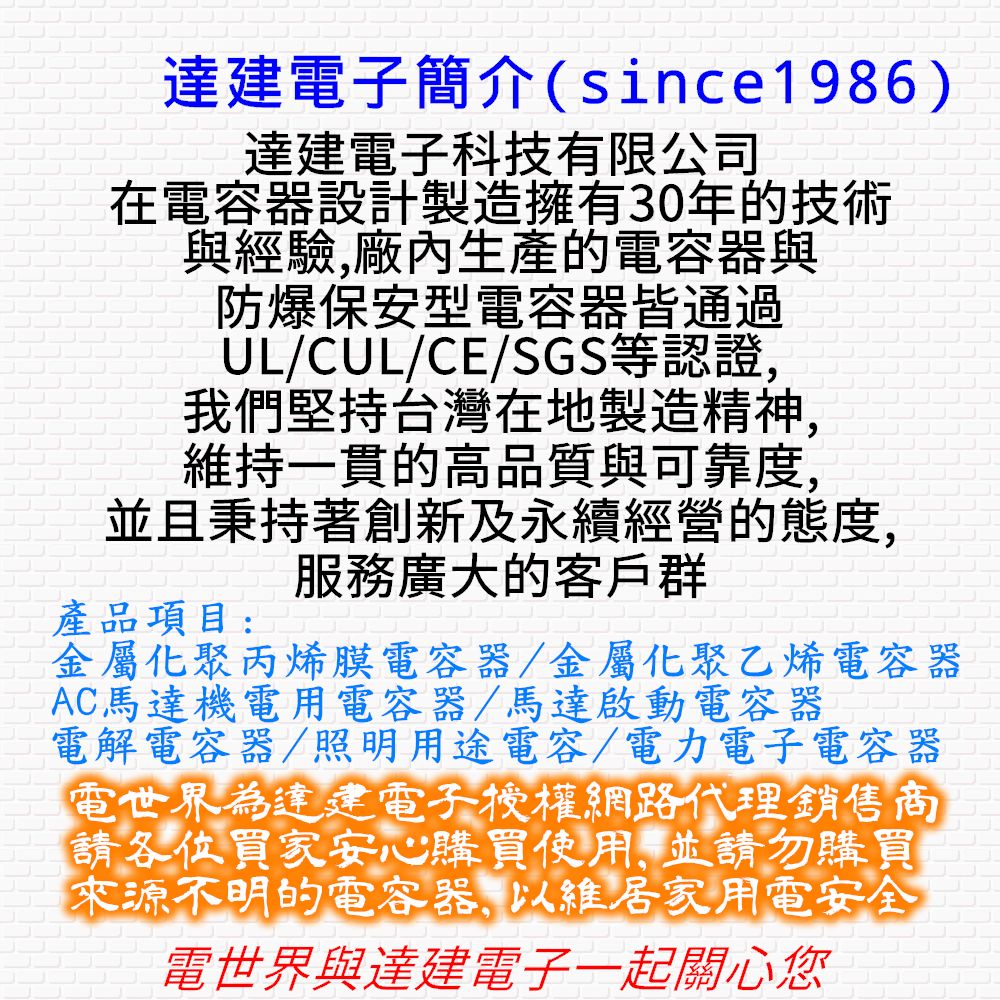 達建電子簡介(since1986)
達建電子科技有限公司
在電容器設計製造擁有30年的技術
與經驗,廠內生產的電容器與
防爆保安型電容器皆通過
UL/CUL/CE/SGS等認證,
我們堅持台灣在地製造精神,
維持一貫的高品質與可靠度,
並且秉持著創新及永續經營的態度,
服務廣大的客戶群
產品項目:
金屬化聚丙烯膜電容器/金屬化聚乙烯電容器
AC馬達機電用電容器/馬達啟動電容器
電解電容器/照明用途電容/電力電子電容器
電世界為達建電子授權網路代理銷售商
請各位買家安心購買使用,並請勿購買
來源不明的電容器,以維居家用電安全
電世界與達建電子一起關心您